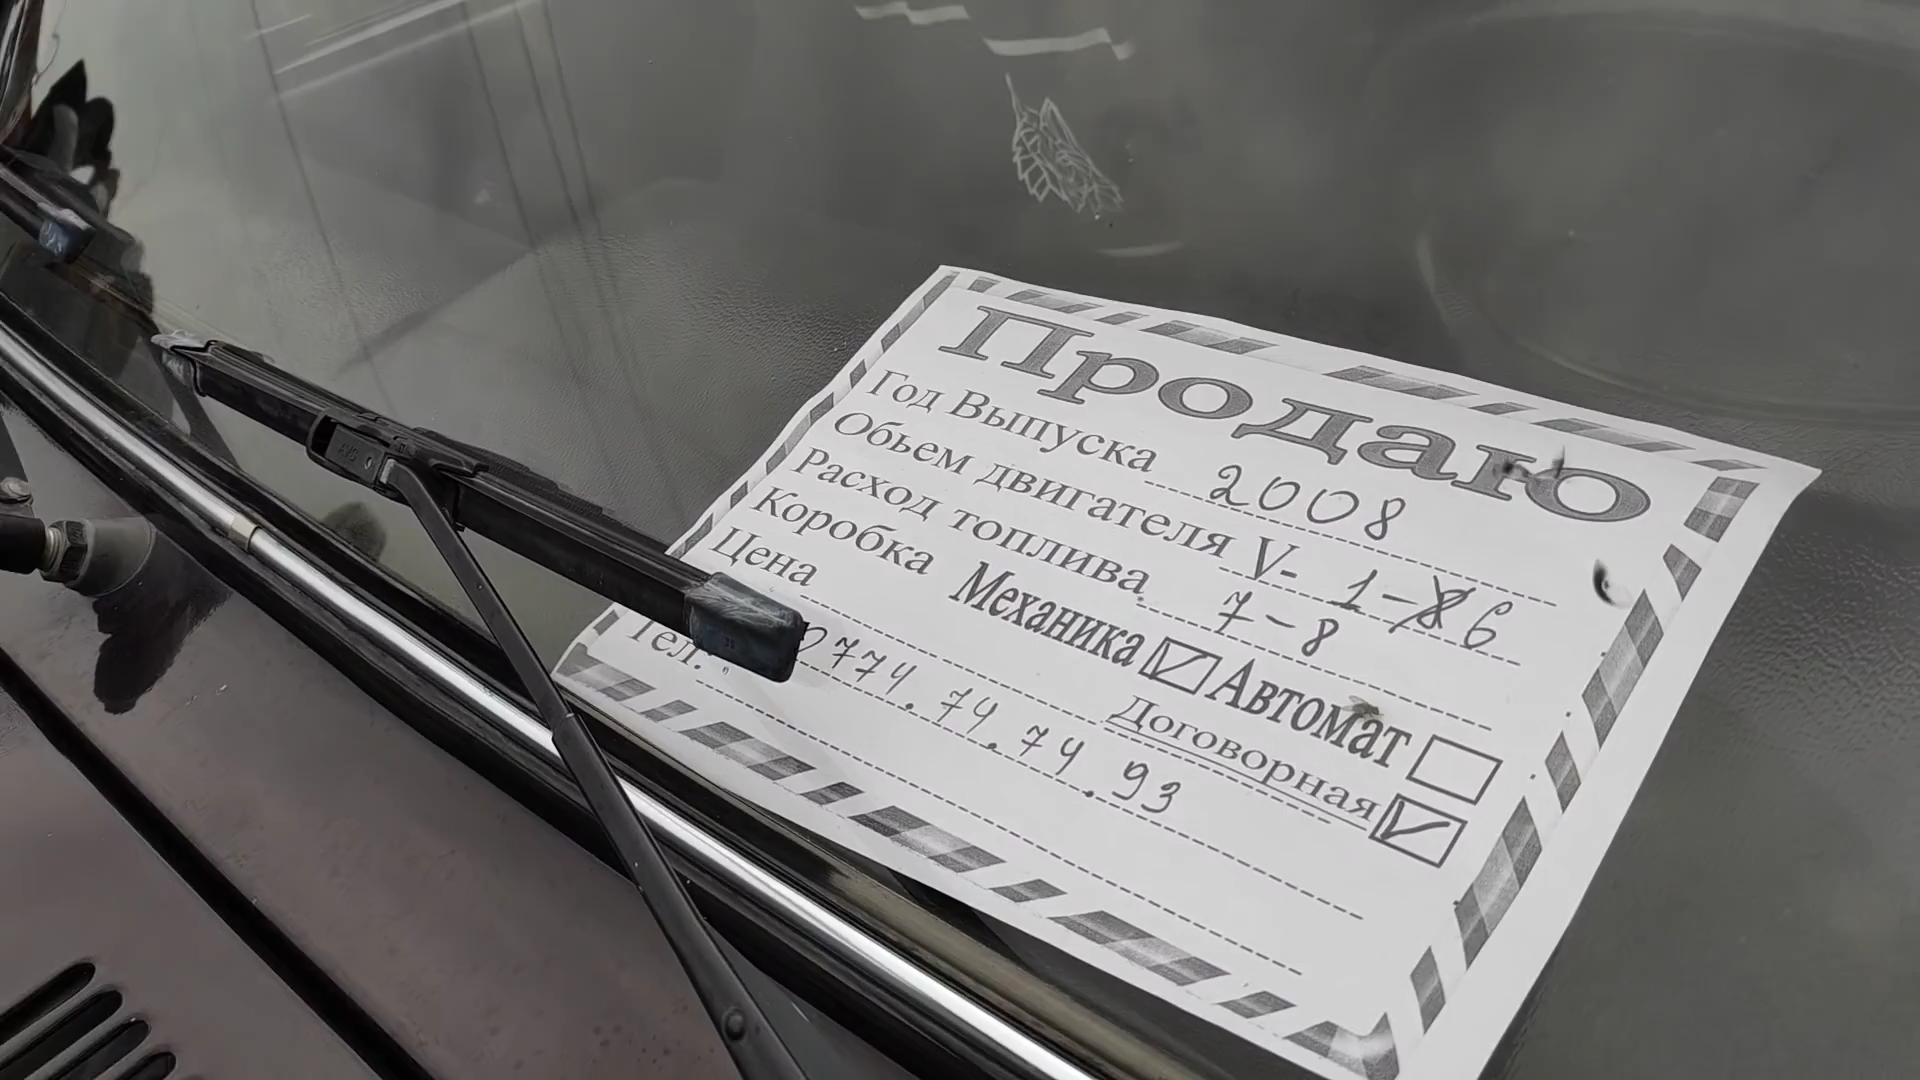 Продаю
Год Выпуска 2008
Обьем двигателя V- 1-6
Расход топлива 7-8
Коробка Механика Автомат
Цена Договорная
Тел. 0774.74.74.93